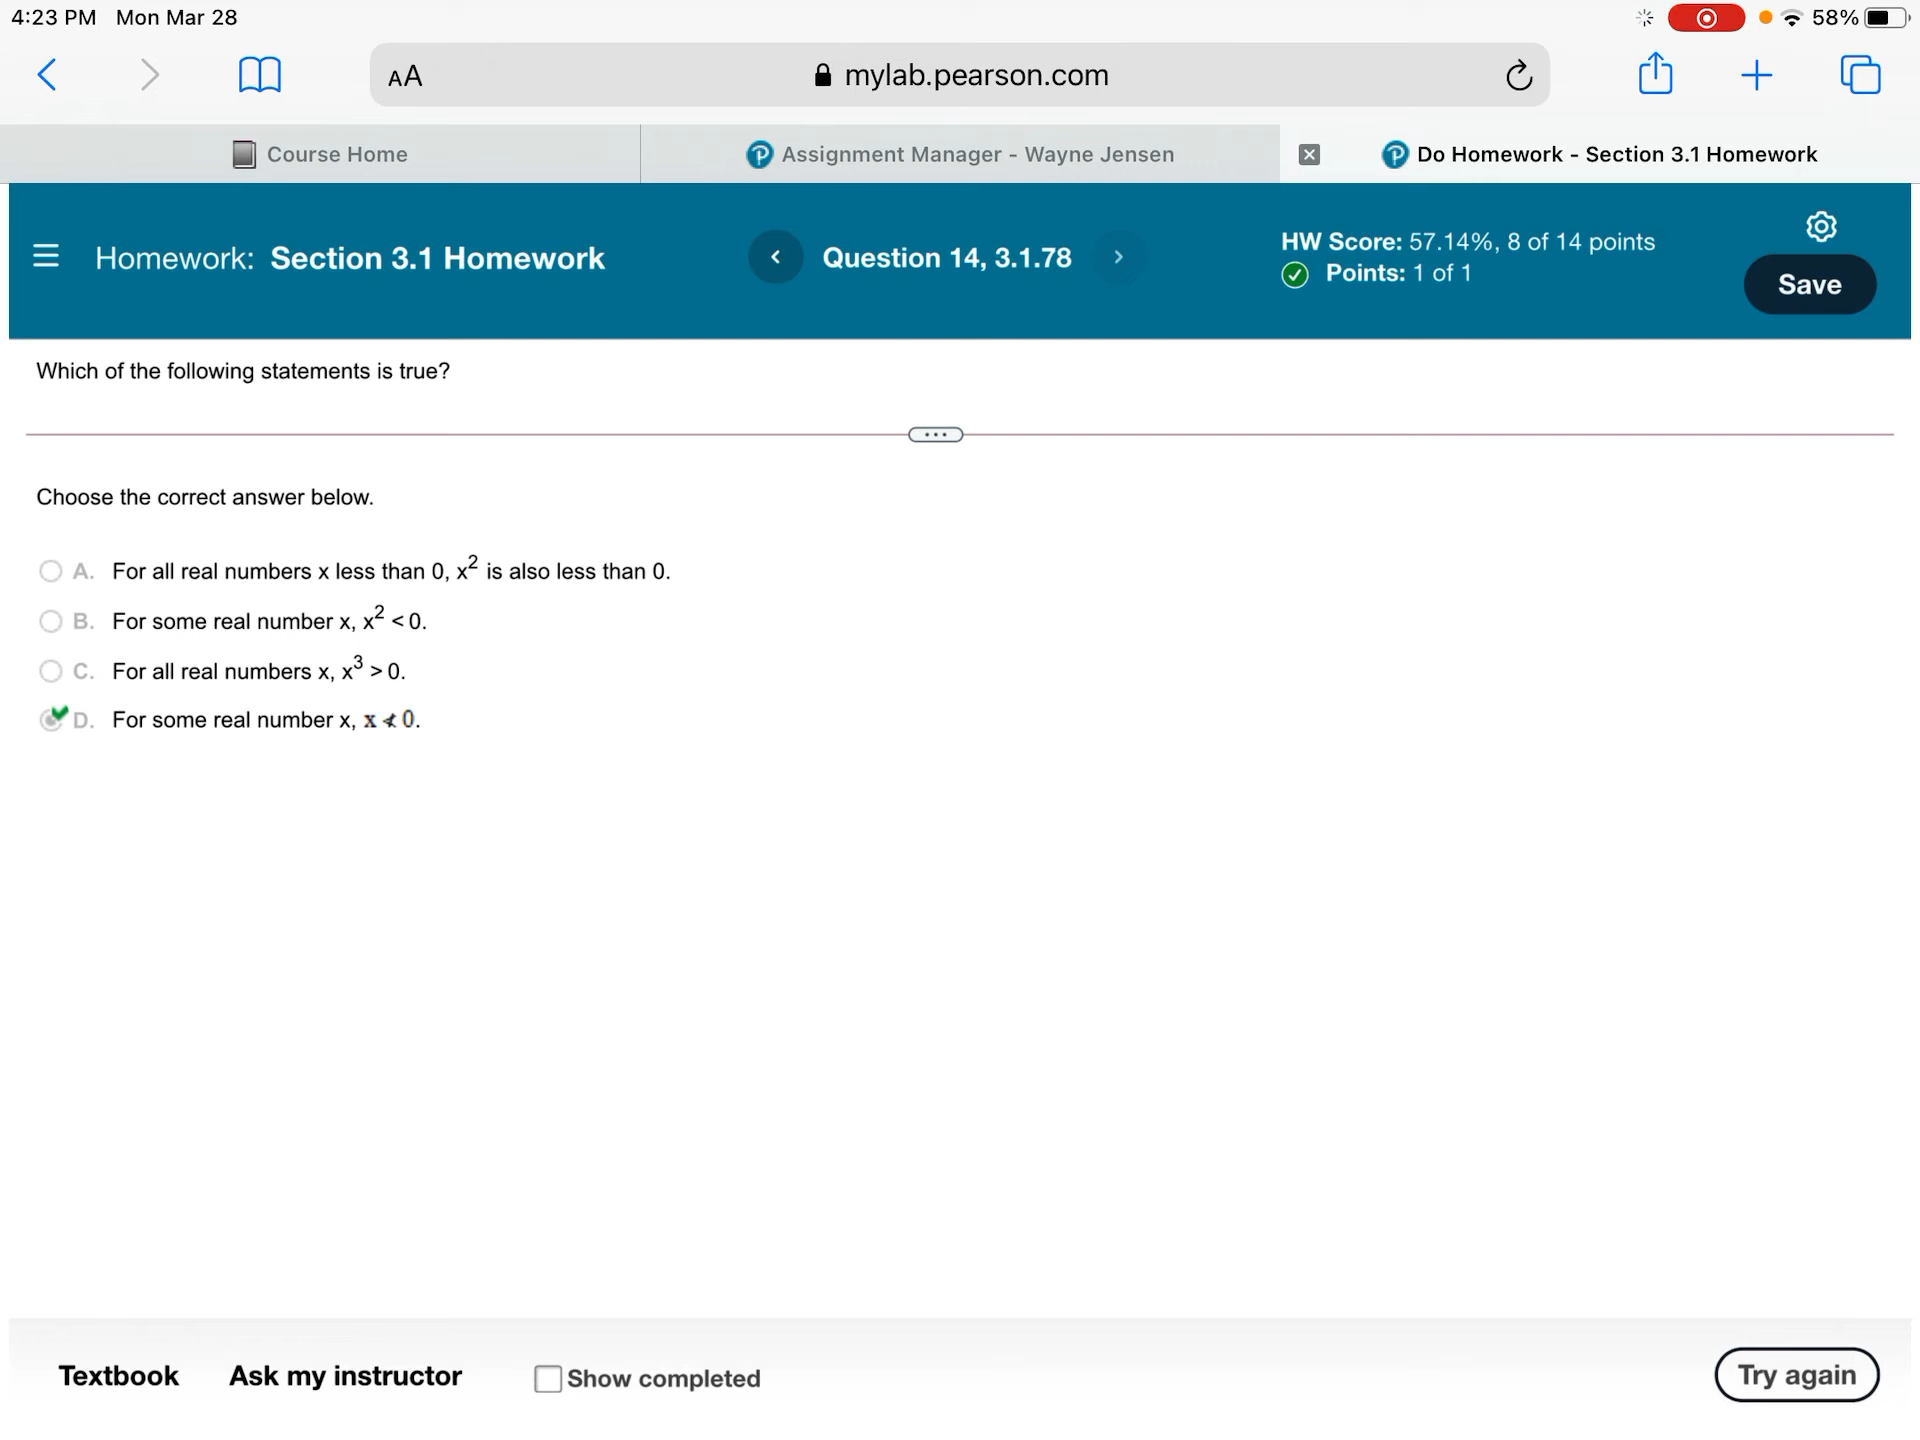 4:23 PM Mon Mar 28
58%
AA
mylab.pearson.com
Course Home
Assignment Manager - Wayne Jensen
Do Homework - Section 3.1 Homework
Homework: Section 3.1 Homework
Question 14, 3.1.78
HW Score: 57.14%, 8 of 14 points
Points: 1 of 1
Save
Which of the following statements is true?
Choose the correct answer below.
A. For all real numbers x less than 0, x² is also less than 0.
B. For some real number x, x² < 0.
C. For all real numbers x, x³ > 0.
D. For some real number x, x ≮ 0.
Textbook
Ask my instructor
Show completed
Try again